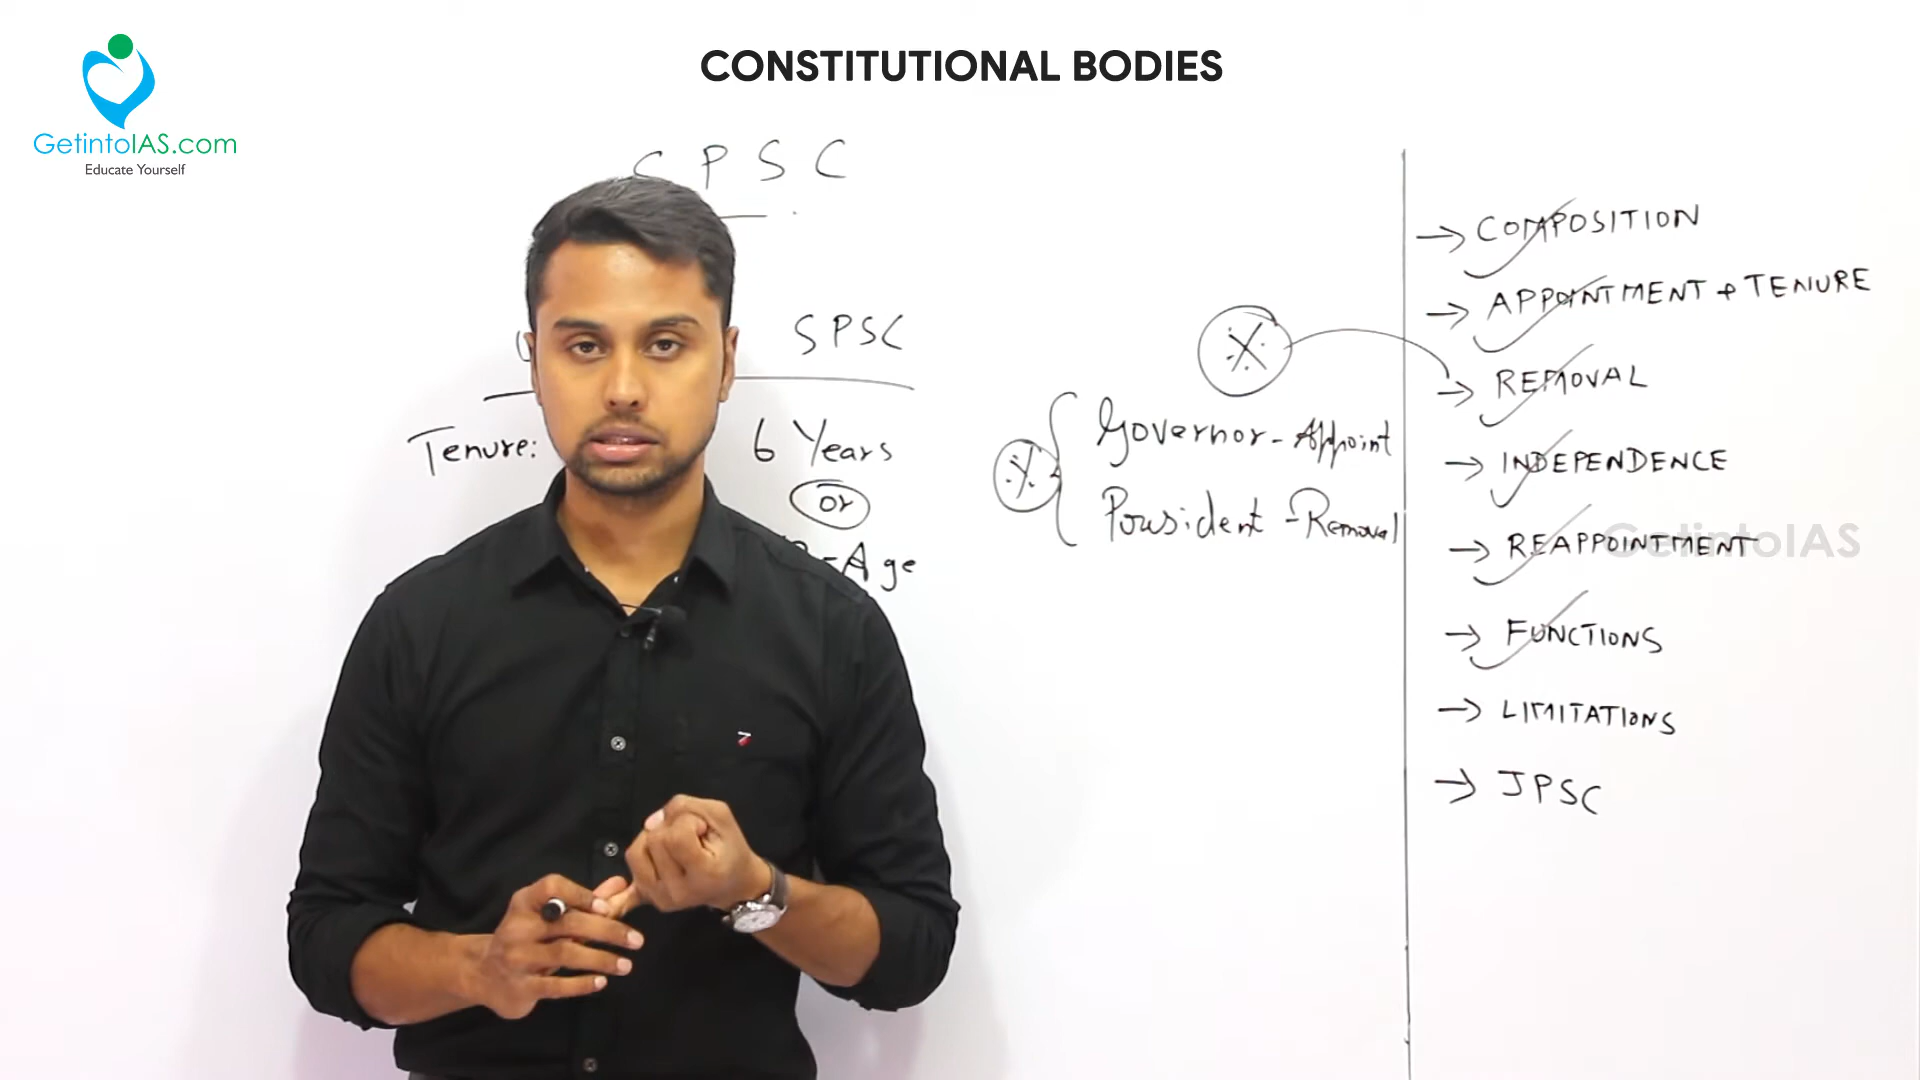 CONSTITUTIONAL BODIES
GetintoIAS.com
Educate Yourself
SPSC
SPSC
Tenure:
6 Years
or
-Age
Governor-Appoint
President-Removal
→ COMPOSITION
→ APPOINTMENT + TENURE
→ REMOVAL
→ INDEPENDENCE
→ REAPPOINTMENT
→ FUNCTIONS
→ LIMITATIONS
→ JPSC
GetintoIAS